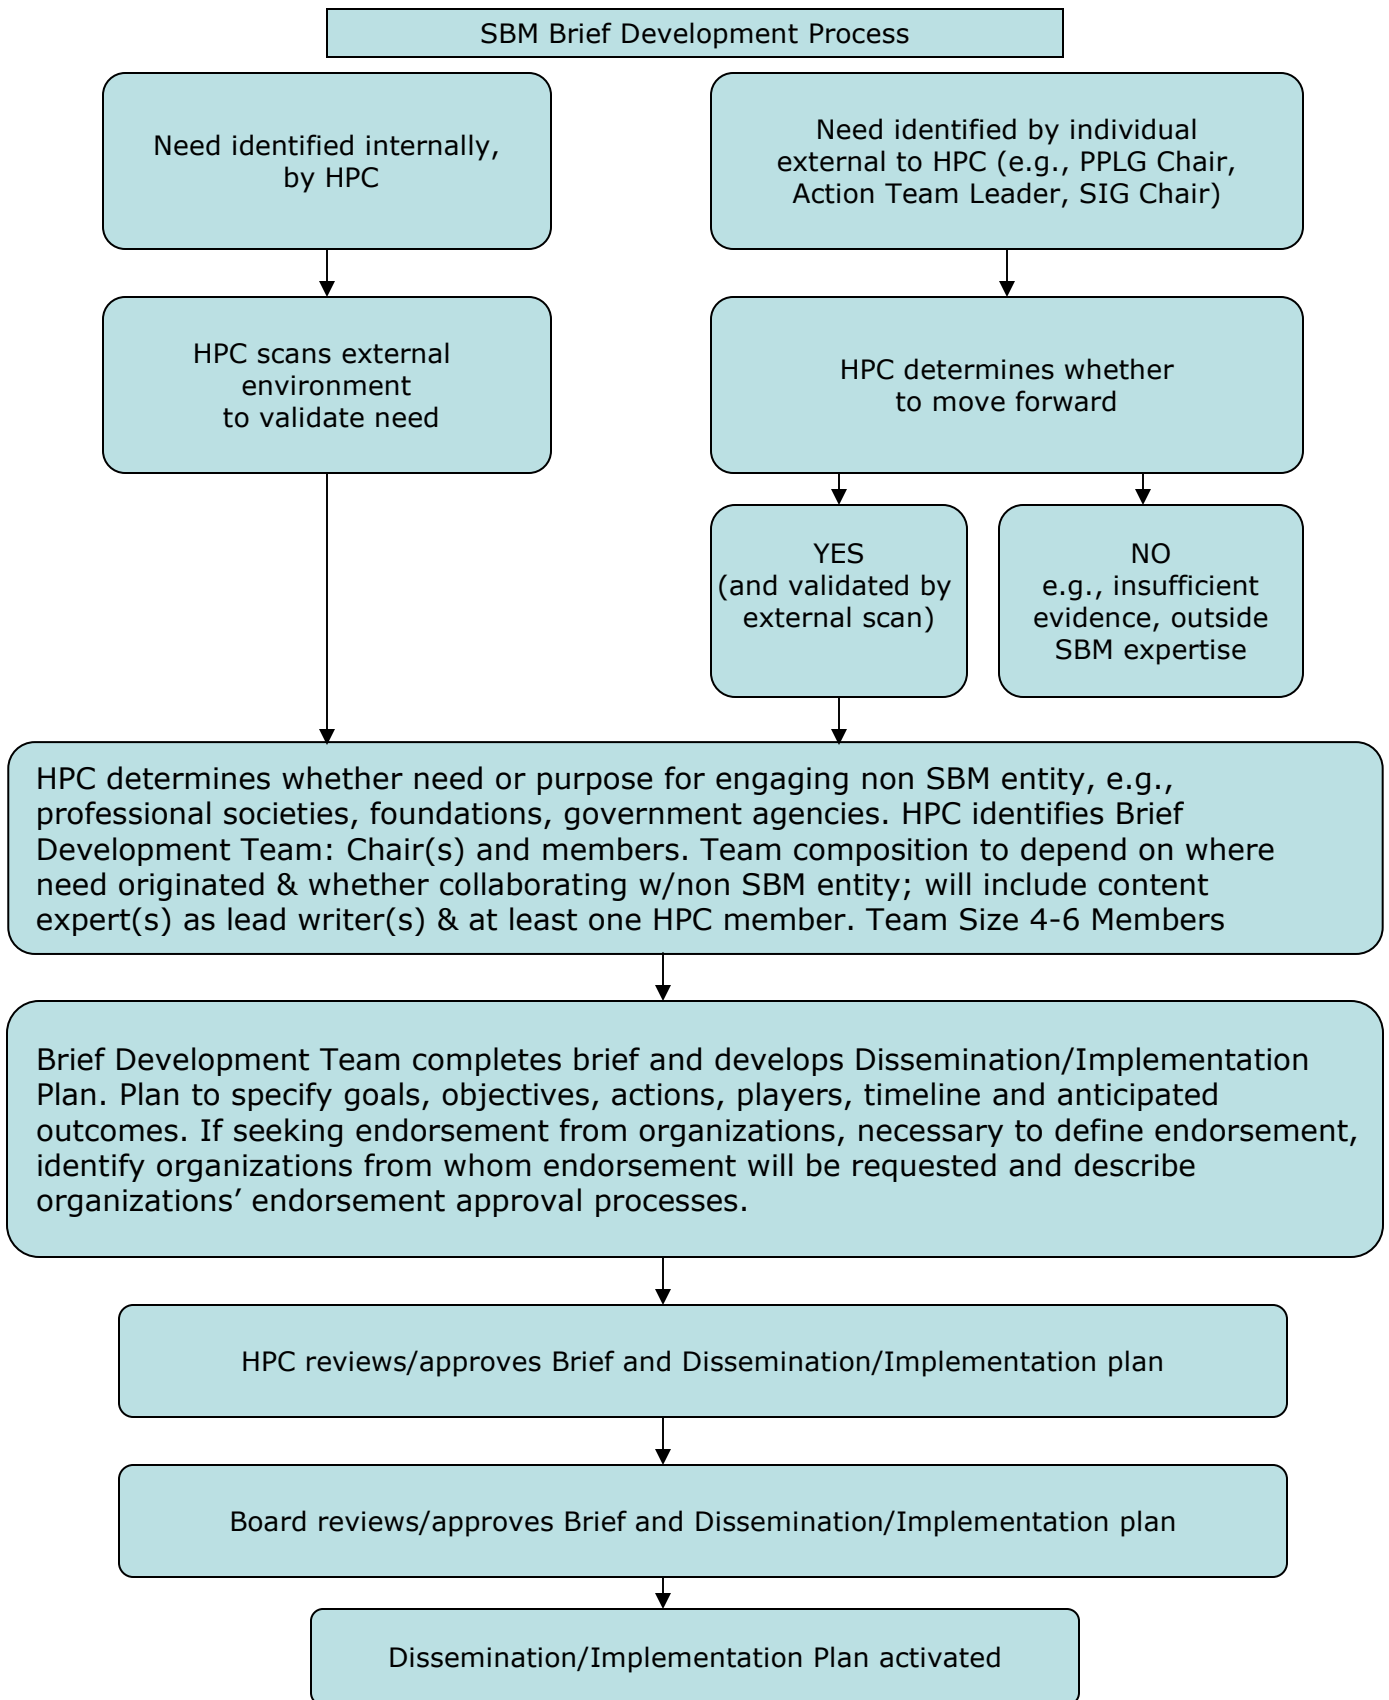 SBM Brief Development Process
Need identified internally,
by HPC
Need identified by individual
external to HPC (e.g., PPLG Chair,
Action Team Leader, SIG Chair)
HPC scans external
environment
to validate need
HPC determines whether
to move forward
YES
(and validated by
external scan)
NO
e.g., insufficient
evidence, outside
SBM expertise
HPC determines whether need or purpose for engaging non SBM entity, e.g.,
professional societies, foundations, government agencies. HPC identifies Brief
Development Team: Chair(s) and members. Team composition to depend on where
need originated & whether collaborating w/non SBM entity; will include content
expert(s) as lead writer(s) & at least one HPC member. Team Size 4-6 Members
Brief Development Team completes brief and develops Dissemination/Implementation
Plan. Plan to specify goals, objectives, actions, players, timeline and anticipated
outcomes. If seeking endorsement from organizations, necessary to define endorsement,
identify organizations from whom endorsement will be requested and describe
organizations’ endorsement approval processes.
HPC reviews/approves Brief and Dissemination/Implementation plan
Board reviews/approves Brief and Dissemination/Implementation plan
Dissemination/Implementation Plan activated